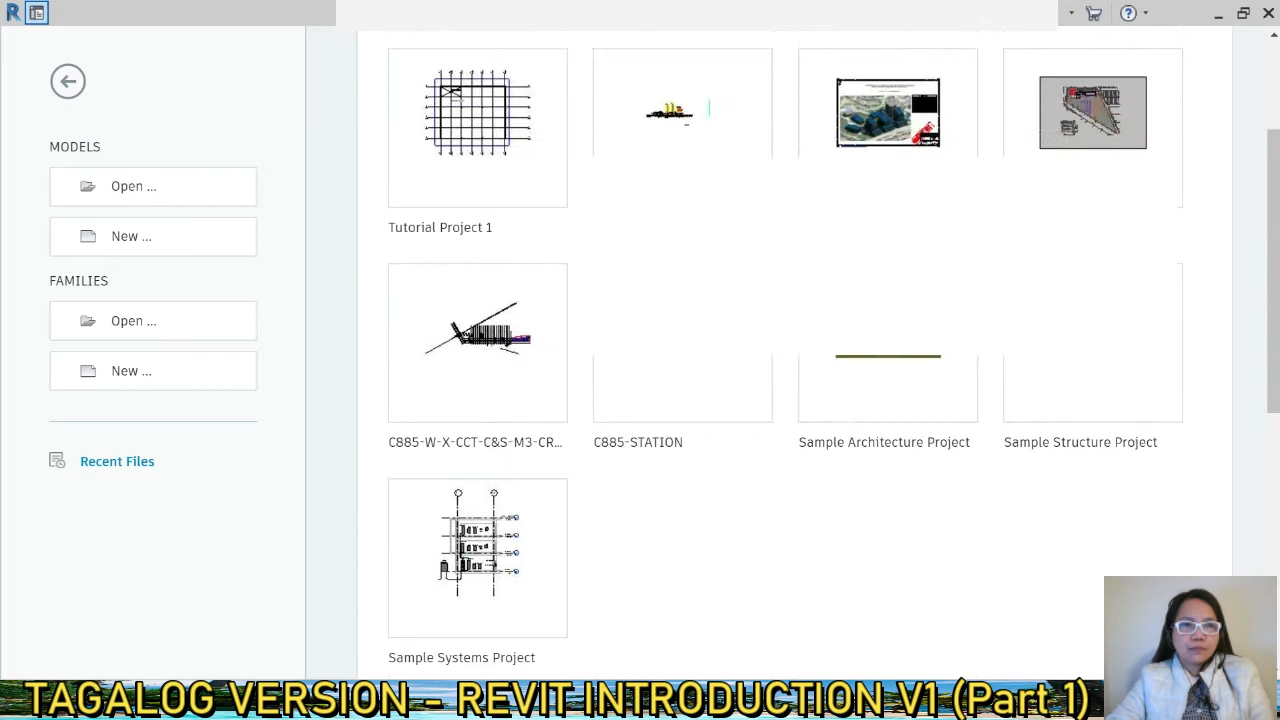 MODELS
Open ...
New ...
FAMILIES
Open ...
New ...
Recent Files
Tutorial Project 1
C885-W-X-CCT-C&S-M3-CR...
C885-STATION
Sample Architecture Project
Sample Structure Project
Sample Systems Project
TAGALOG VERSION - REVIT INTRODUCTION V1 (Part 1)